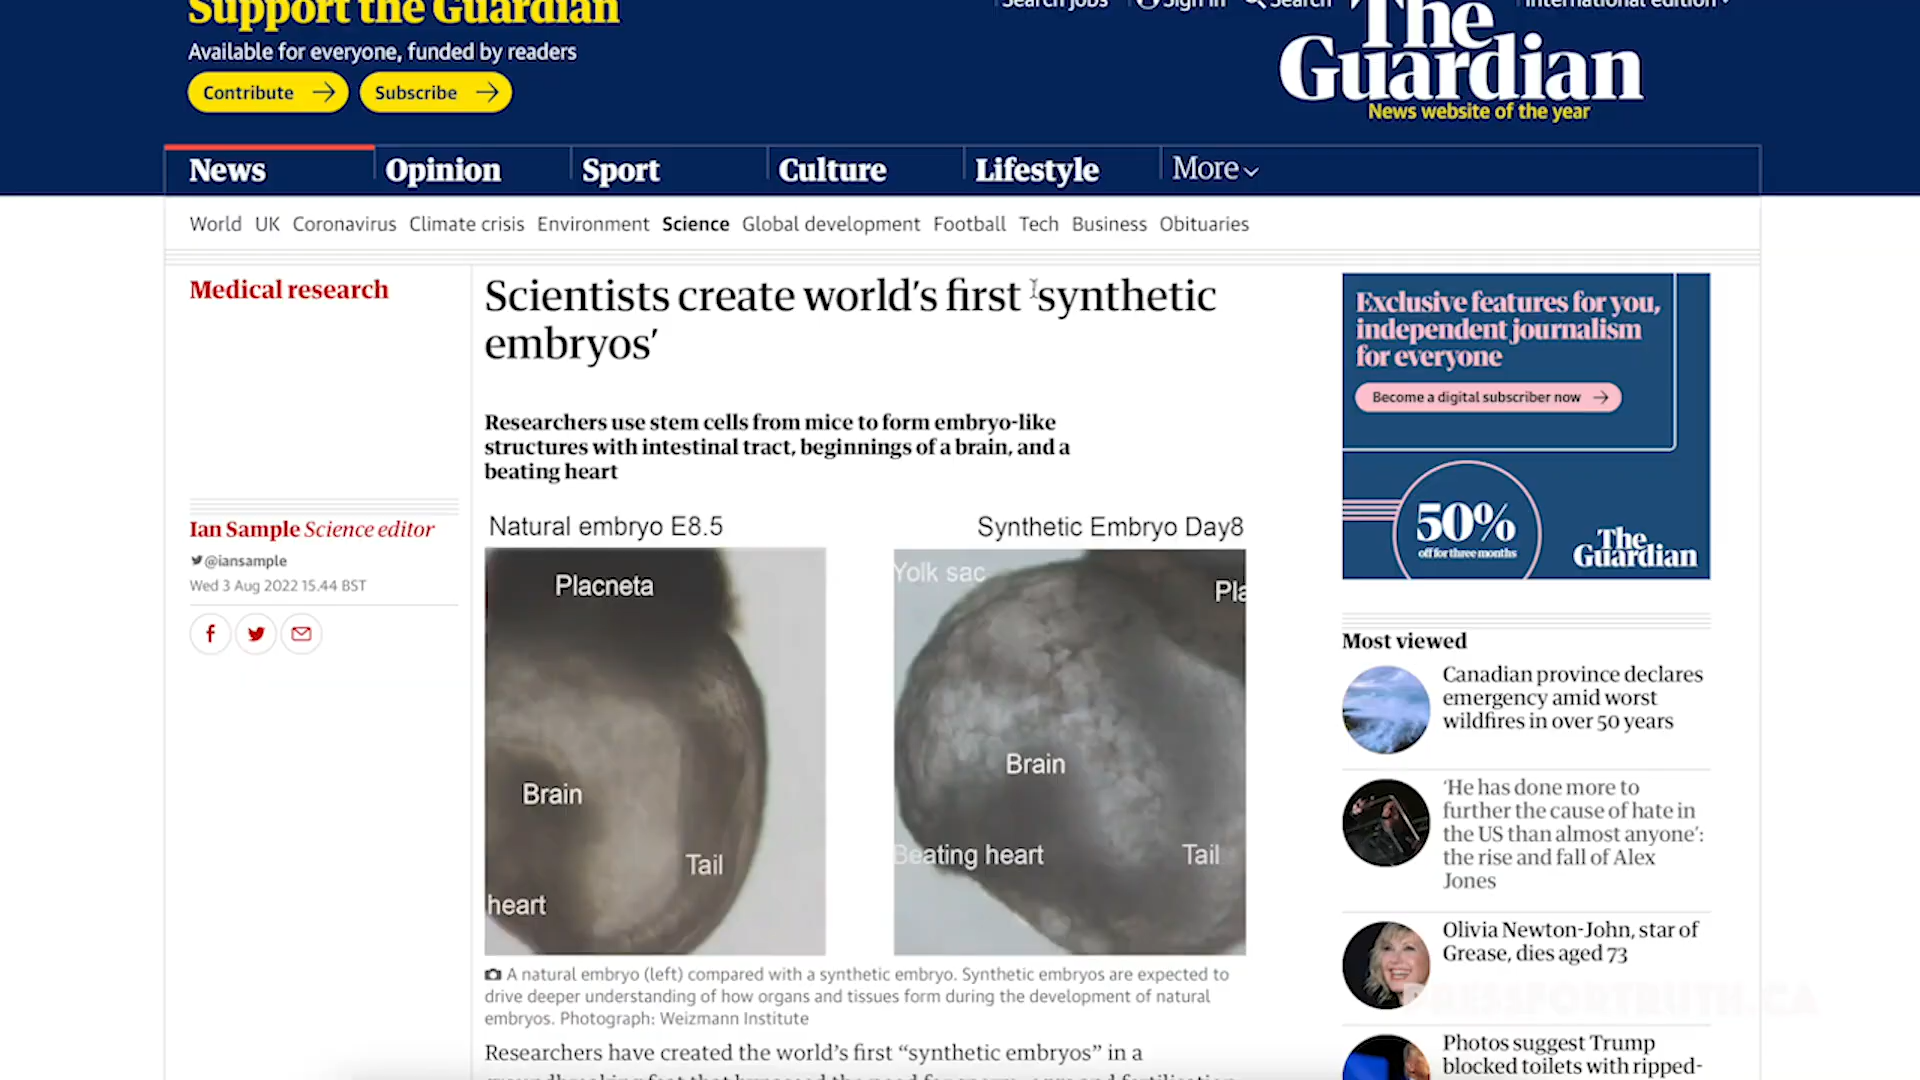 Support the Guardian
Available for everyone, funded by readers
Contribute
Subscribe
Search jobs
Sign in
Search
International edition
The
Guardian
News website of the year
News
Opinion
Sport
Culture
Lifestyle
More
World UK Coronavirus Climate crisis Environment Science Global development Football Tech Business Obituaries
Medical research
Scientists create world’s first ‘synthetic
embryos’
Researchers use stem cells from mice to form embryo-like
structures with intestinal tract, beginnings of a brain, and a
beating heart
Ian Sample Science editor
@iansample
Wed 3 Aug 2022 15.44 BST
Natural embryo E8.5
Placneta
Brain
Tail
heart
Synthetic Embryo Day8
Yolk sac
Pla
Brain
Beating heart
Tail
A natural embryo (left) compared with a synthetic embryo. Synthetic embryos are expected to
drive deeper understanding of how organs and tissues form during the development of natural
embryos. Photograph: Weizmann Institute
Researchers have created the world’s first “synthetic embryos” in a
Exclusive features for you,
independent journalism
for everyone
Become a digital subscriber now
50%
off for three months
The
Guardian
Most viewed
Canadian province declares
emergency amid worst
wildfires in over 50 years
‘He has done more to
further the cause of hate in
the US than almost anyone’:
the rise and fall of Alex
Jones
Olivia Newton-John, star of
Grease, dies aged 73
PRESSFORTRUTH.CA
Photos suggest Trump
blocked toilets with ripped-